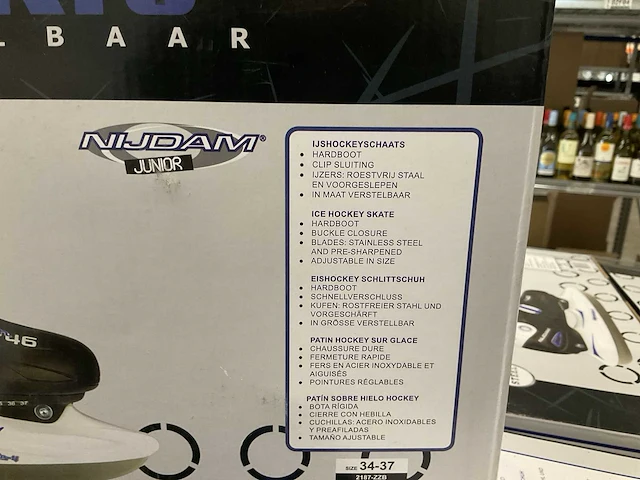 LBAAR
NIJDAM®
JUNIOR
IJSHOCKEYSCHAATS
• HARDBOOT
• CLIP SLUITING
• IJZERS: ROESTVRIJ STAAL
EN VOORGESLEPEN
• IN MAAT VERSTELBAAR
ICE HOCKEY SKATE
• HARDBOOT
• BUCKLE CLOSURE
• BLADES: STAINLESS STEEL
AND PRE-SHARPENED
• ADJUSTABLE IN SIZE
EISHOCKEY SCHLITTSCHUH
• HARDBOOT
• SCHNELLVERSCHLUSS
• KUFEN: ROSTFREIER STAHL UND
VORGESCHÄRFT
• IN GRÖSSE VERSTELLBAR
PATIN HOCKEY SUR GLACE
• CHAUSSURE DURE
• FERMETURE RAPIDE
• FERS EN ACIER INOXYDABLE ET
AIGUISÉS
• POINTURES RÉGLABLES
PATÍN SOBRE HIELO HOCKEY
• BOTA RÍGIDA
• CIERRE CON HEBILLA
• CUCHILLAS: ACERO INOXIDABLES
Y PREAFILADAS
• TAMAÑO AJUSTABLE
SIZE 34-37
2187-ZZB